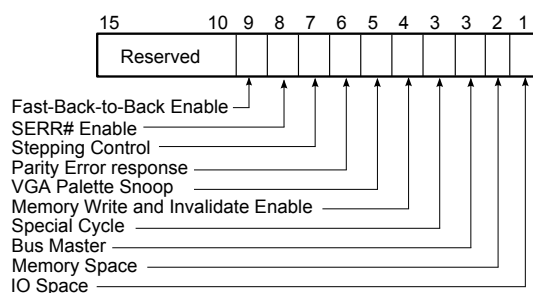 15 10 9 8 7 6 5 4 3 3 2 1
Reserved
Fast-Back-to-Back Enable
SERR# Enable
Stepping Control
Parity Error response
VGA Palette Snoop
Memory Write and Invalidate Enable
Special Cycle
Bus Master
Memory Space
IO Space